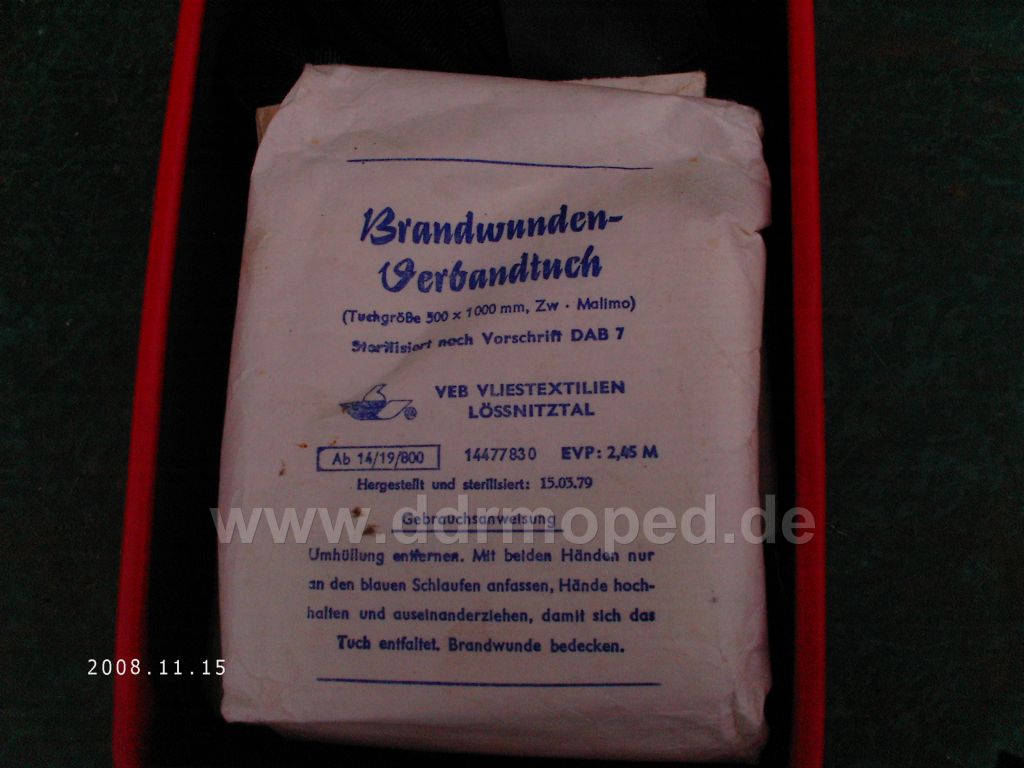 Brandwunden-
Verbandtuch
(Tuchgröße 500 x 1000 mm, Zw · Malimo)
Sterilisiert nach Vorschrift DAB 7
VEB VLIESTEXTILIEN
LÖSSNITZTAL
Ab 14/19/800 14477830 EVP: 2,45 M
Hergestellt und sterilisiert: 15.03.79
www.ddrmoped.de
Gebrauchsanweisung
Umhüllung entfernen. Mit beiden Händen nur
an den blauen Schlaufen anfassen, Hände hoch-
halten und auseinanderziehen, damit sich das
Tuch entfaltet. Brandwunde bedecken.
2008.11.15